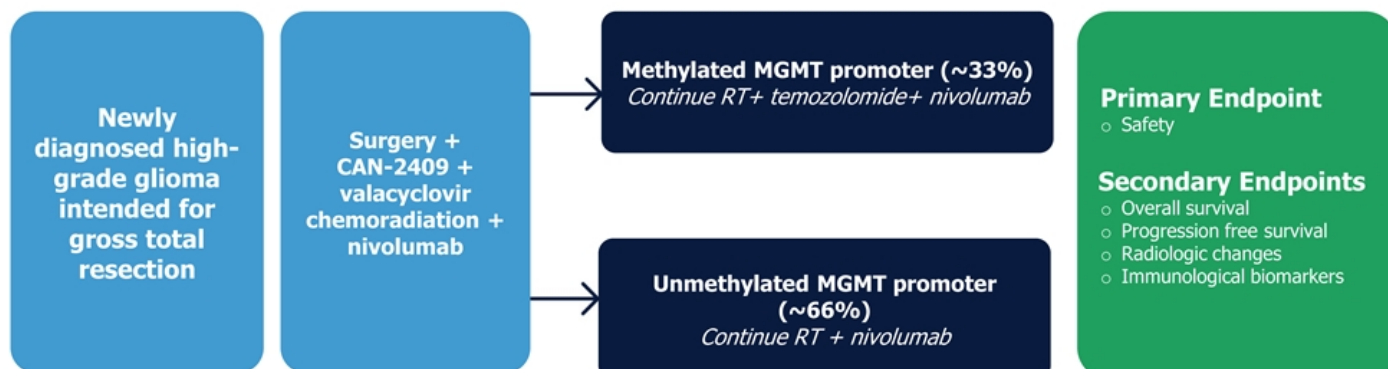 Newly
diagnosed high-
grade glioma
intended for
gross total
resection
Surgery +
CAN-2409 +
valacyclovir
chemoradiation +
nivolumab
Methylated MGMT promoter (~33%)
Continue RT+ temozolomide+ nivolumab
Unmethylated MGMT promoter
(~66%)
Continue RT + nivolumab
Primary Endpoint
○ Safety
Secondary Endpoints
○ Overall survival
○ Progression free survival
○ Radiologic changes
○ Immunological biomarkers